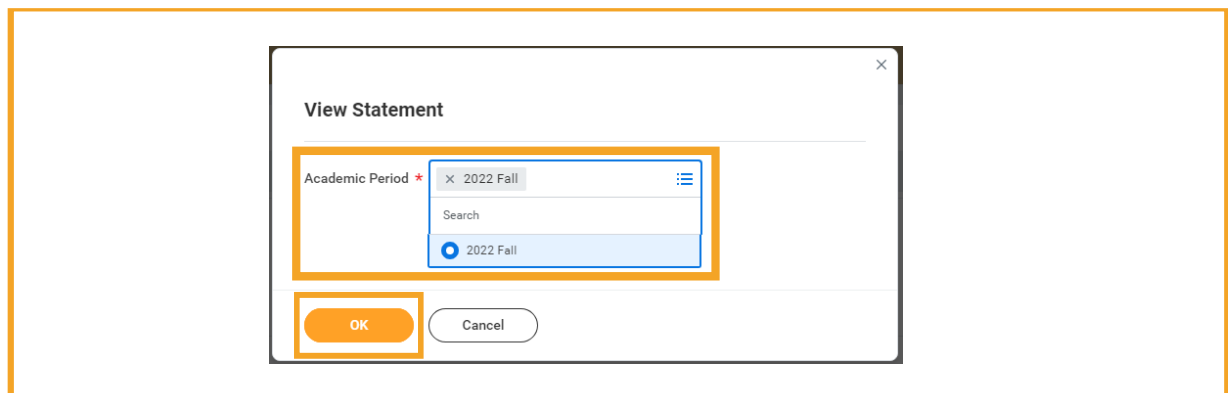 View Statement
Academic Period * × 2022 Fall
Search
2022 Fall
OK Cancel